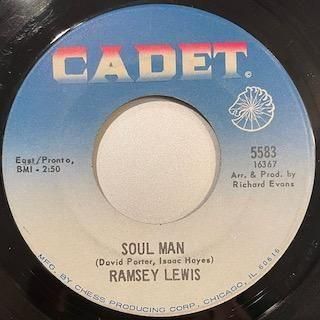 CADET
©
East/Pronto,
BMI - 2:50
5583
16367
Arr. & Prod. by
Richard Evans
SOUL MAN
(David Porter, Isaac Hayes)
RAMSEY LEWIS
MFG. BY CHESS PRODUCING CORP., CHICAGO, IL 60616